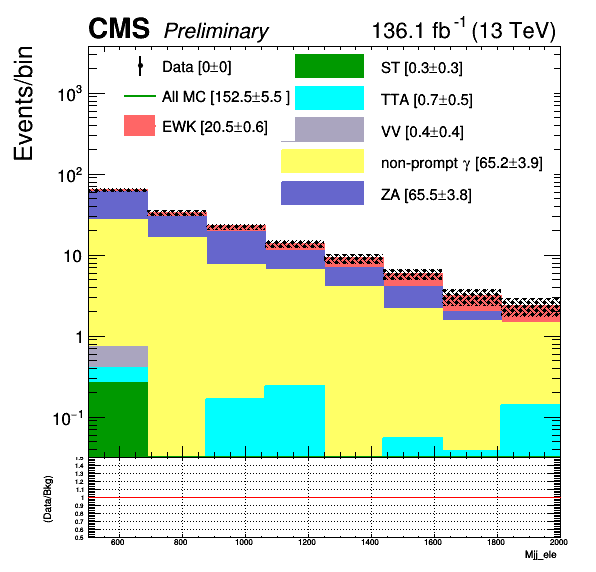 CMS Preliminary 136.1 fb⁻¹ (13 TeV)
Events/bin
Data [0±0]
All MC [152.5±5.5 ]
EWK [20.5±0.6]
ST [0.3±0.3]
TTA [0.7±0.5]
VV [0.4±0.4]
non-prompt γ [65.2±3.9]
ZA [65.5±3.8]
10³
10²
10
1
10⁻¹
(Data/Bkg)
1.5
1.4
1.3
1.2
1.1
1
0.9
0.8
0.7
0.6
0.5
600 800 1000 1200 1400 1600 1800 2000
Mjj_ele